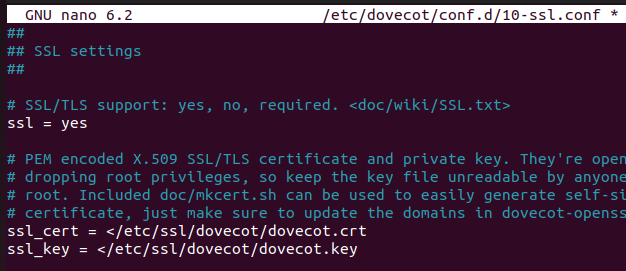 GNU nano 6.2 /etc/dovecot/conf.d/10-ssl.conf *
##
## SSL settings
##
# SSL/TLS support: yes, no, required. <doc/wiki/SSL.txt>
ssl = yes
# PEM encoded X.509 SSL/TLS certificate and private key. They're open
# dropping root privileges, so keep the key file unreadable by anyone
# root. Included doc/mkcert.sh can be used to easily generate self-si
# certificate, just make sure to update the domains in dovecot-openss
ssl_cert = </etc/ssl/dovecot/dovecot.crt
ssl_key = </etc/ssl/dovecot/dovecot.key